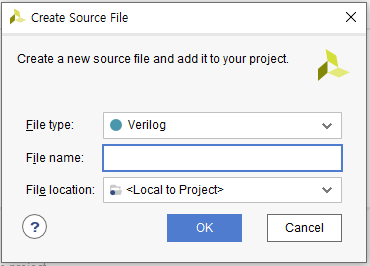 Create Source File
Create a new source file and add it to your project.
File type: Verilog
File name:
File location: <Local to Project>
? OK Cancel